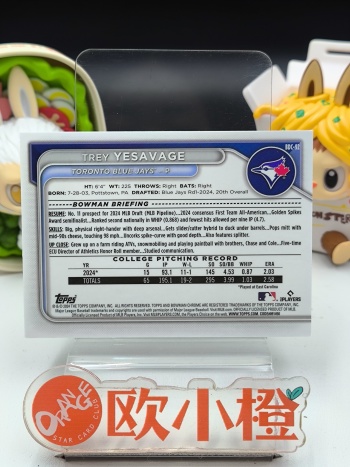 BDC-91
TREY YESAVAGE
TORONTO BLUE JAYS • P
HT: 6'4" WT: 225 THROWS: Right BATS: Right
BORN: 7-28-03, Pottstown, PA DRAFTED: Blue Jays Rd1-2024, 20th Overall
BOWMAN BRIEFING
RESUME: No. 11 prospect for 2024 MLB Draft (MLB Pipeline)...2024 consensus First Team All-American...Golden Spikes
Award semifinalist...Ranked second nationally in WHIP (0.868) and fewest hits allowed per nine IP (4.7).
SKILLS: Big, physical right-hander with deep arsenal. Gets slider/cutter hybrid to duck under barrels...Pops mitt with
mid-90s cheese, touching 98 mph...Uncorks spike-curve with good depth...Has features splitter.
UP CLOSE: Grew up on a farm riding ATVs, snowmobiling and playing paintball with brothers, Chase and Cole...Five-time
ECU Director of Athletics Honor Roll member...Studied communication.
COLLEGE PITCHING RECORD
YR G IP W-L SO SO/BB WHIP ERA
2024* 15 93.1 11-1 145 4.53 0.87 2.03
TOTALS 65 195.1 19-2 295 3.99 1.03 2.58
*Played at East Carolina
Topps
MLB PLAYERS
ORANGE
STAR CARD CLUB
欧小橙